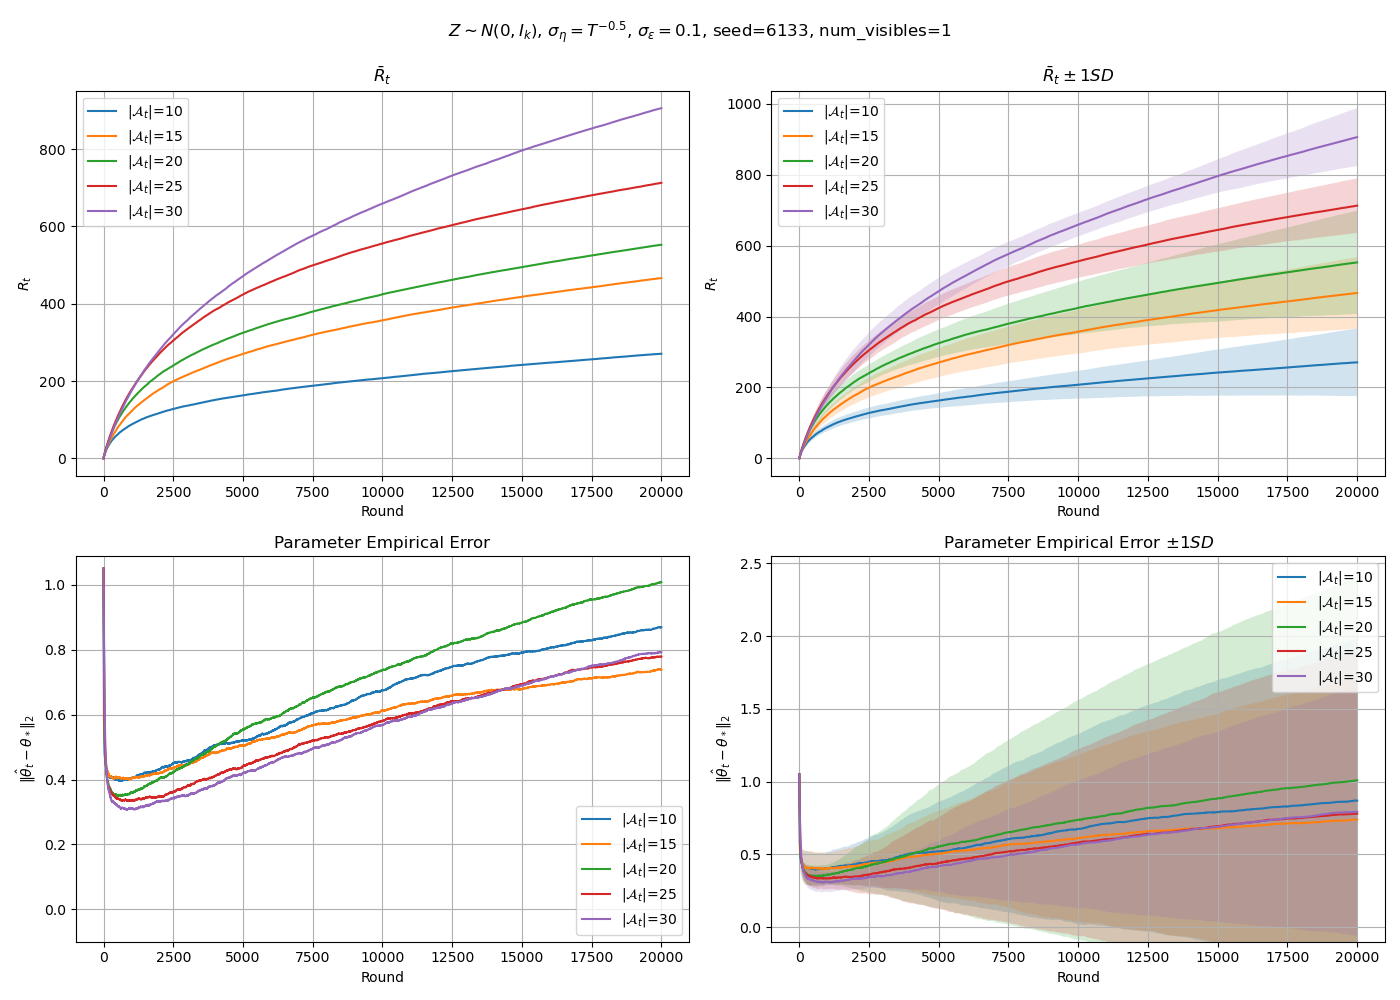 Z ∼ N(0, I_k), σ_η = T^{−0.5}, σ_ε = 0.1, seed=6133, num_visibles=1
R̄_t
R_t
800
600
400
200
0
|𝒜_t|=10
|𝒜_t|=15
|𝒜_t|=20
|𝒜_t|=25
|𝒜_t|=30
0 2500 5000 7500 10000 12500 15000 17500 20000
Round
R̄_t ± 1SD
R_t
1000
800
600
400
200
0
|𝒜_t|=10
|𝒜_t|=15
|𝒜_t|=20
|𝒜_t|=25
|𝒜_t|=30
0 2500 5000 7500 10000 12500 15000 17500 20000
Round
Parameter Empirical Error
‖θ̂_t − θ_*‖_2
1.0
0.8
0.6
0.4
0.2
0.0
|𝒜_t|=10
|𝒜_t|=15
|𝒜_t|=20
|𝒜_t|=25
|𝒜_t|=30
0 2500 5000 7500 10000 12500 15000 17500 20000
Round
Parameter Empirical Error ±1SD
‖θ̂_t − θ_*‖_2
2.5
2.0
1.5
1.0
0.5
0.0
|𝒜_t|=10
|𝒜_t|=15
|𝒜_t|=20
|𝒜_t|=25
|𝒜_t|=30
0 2500 5000 7500 10000 12500 15000 17500 20000
Round